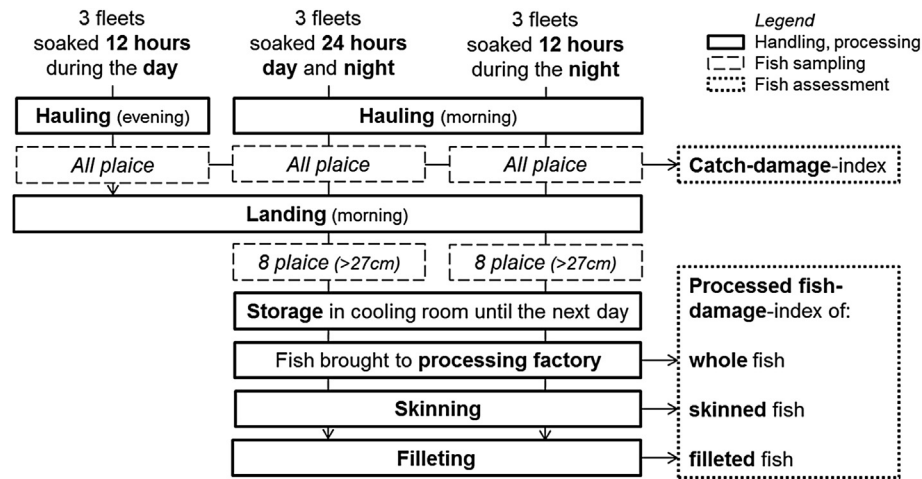 3 fleets
soaked 12 hours
during the day
3 fleets
soaked 24 hours
day and night
3 fleets
soaked 12 hours
during the night
Legend
Handling, processing
Fish sampling
Fish assessment
Hauling (evening)
Hauling (morning)
All plaice
All plaice
All plaice
Catch-damage-index
Landing (morning)
8 plaice (>27cm)
8 plaice (>27cm)
Storage in cooling room until the next day
Fish brought to processing factory
Skinning
Filleting
Processed fish-
damage-index of:
whole fish
skinned fish
filleted fish